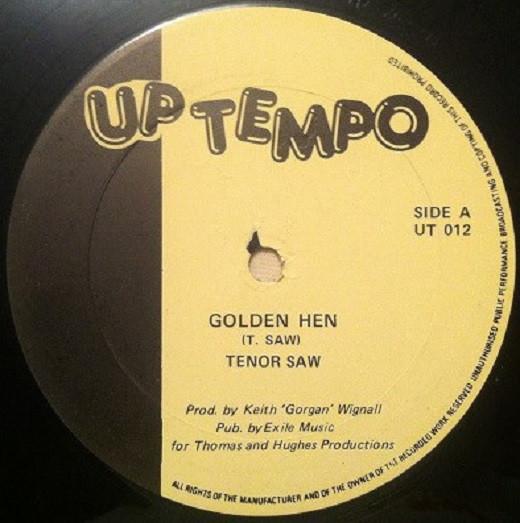 UP TEMPO
SIDE A
UT 012
GOLDEN HEN
(T. SAW)
TENOR SAW
Prod. by Keith 'Gorgan' Wignall
Pub. by Exile Music
for Thomas and Hughes Productions
ALL RIGHTS OF THE MANUFACTURER AND OF THE OWNER OF THE RECORDED WORK RESERVED UNAUTHORISED PUBLIC PERFORMANCE BROADCASTING AND COPYING OF THIS RECORD PROHIBITED